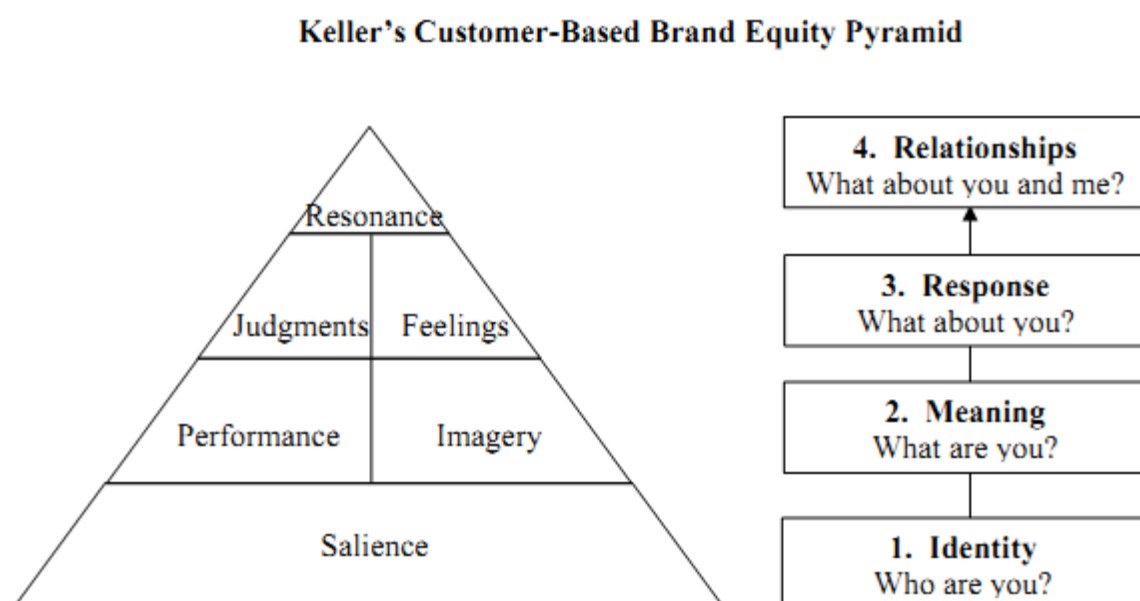 Keller's Customer-Based Brand Equity Pyramid
Resonance
Judgments
Feelings
Performance
Imagery
Salience
4. Relationships
What about you and me?
3. Response
What about you?
2. Meaning
What are you?
1. Identity
Who are you?